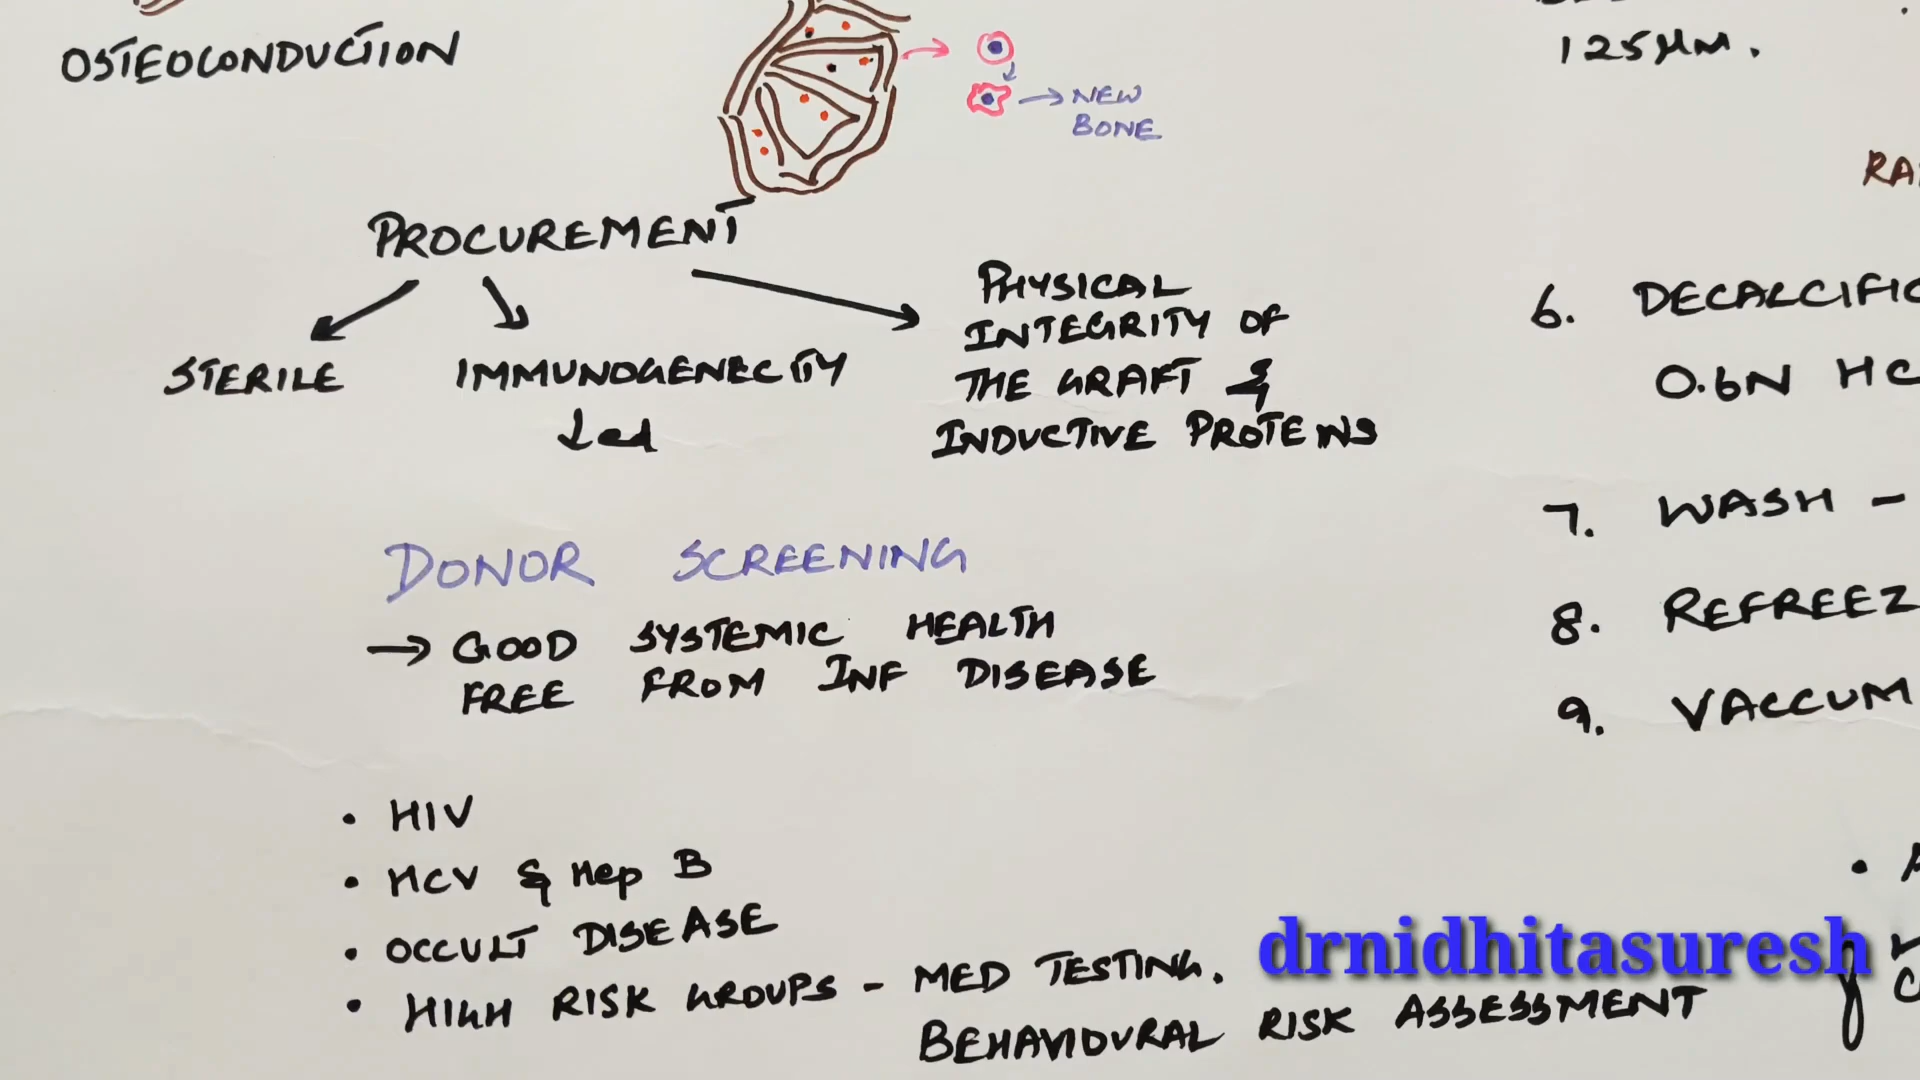 OSTEOCONDUCTION
NEW
BONE
125µm.
PROCUREMENT
STERILE
IMMUNOGENECITY
↓ed
PHYSICAL
INTEGRITY OF
THE GRAFT &
INDUCTIVE PROTEINS
DONOR SCREENING
→ GOOD SYSTEMIC HEALTH
FREE FROM INF DISEASE
• HIV
• HCV & Hep B
• OCCULT DISEASE
• HIGH RISK GROUPS - MED TESTING.
BEHAVIOURAL RISK ASSESSMENT
6. DECALCIFIC
0.6N HC
7. WASH -
8. REFREEZ
9. VACCUM
drnidhitasuresh